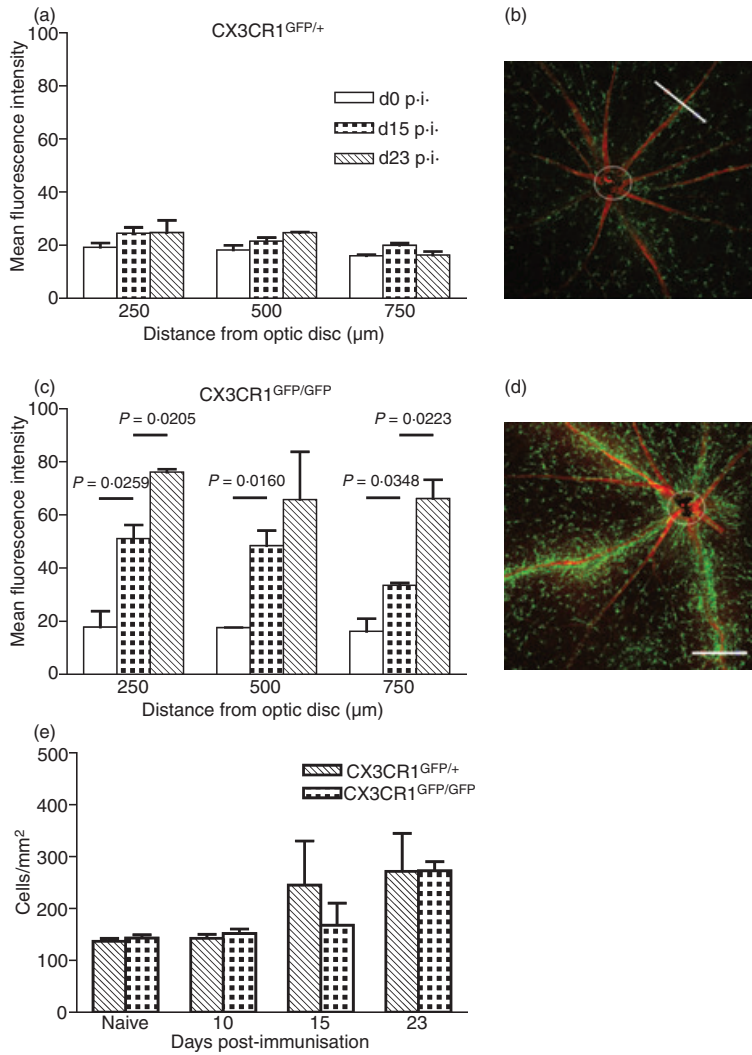 (a)
CX3CR1GFP/+
100
80
60
40
20
0
Mean fluorescence intensity
d0 p·i·
d15 p·i·
d23 p·i·
250 500 750
Distance from optic disc (µm)
(b)
(c)
CX3CR1GFP/GFP
100
80
60
40
20
0
Mean fluorescence intensity
P = 0·0205
P = 0·0259
P = 0·0160
P = 0·0223
P = 0·0348
250 500 750
Distance from optic disc (µm)
(d)
(e)
500
400
300
200
100
0
Cells/mm²
CX3CR1GFP/+
CX3CR1GFP/GFP
Naive 10 15 23
Days post-immunisation